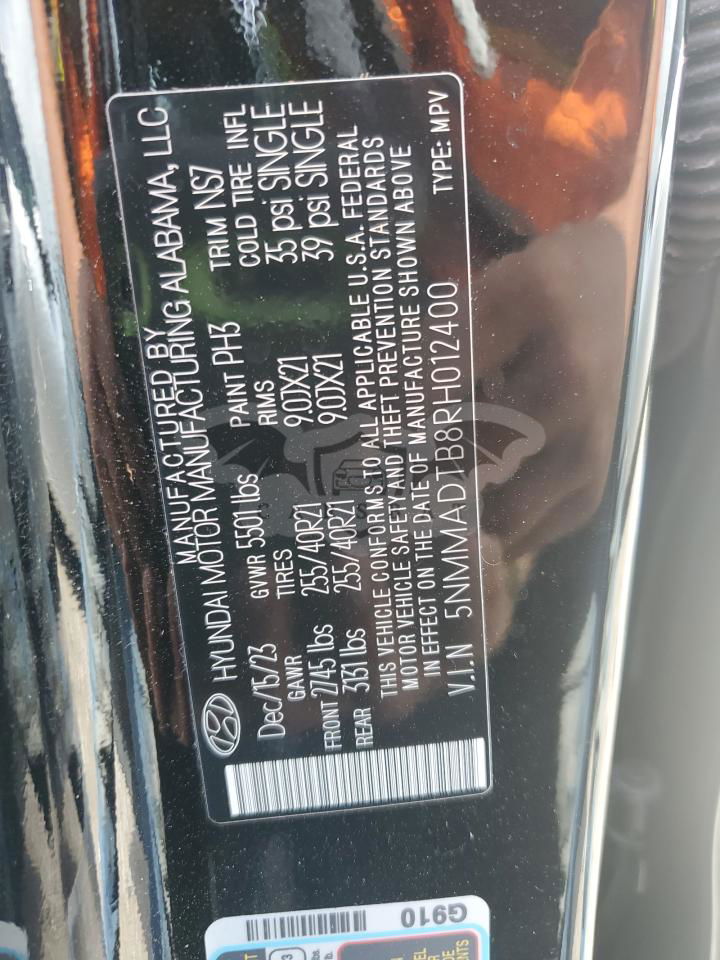 MANUFACTURED BY
HYUNDAI MOTOR MANUFACTURING ALABAMA, LLC
Dec/15/23 GVWR 5501 lbs PAINT PH3 TRIM NS7
GAWR TIRES RIMS COLD TIRE INFL
FRONT 2745 lbs 255/40R21 9.0JX21 35 psi SINGLE
REAR 3131 lbs 255/40R21 9.0JX21 39 psi SINGLE
THIS VEHICLE CONFORMS TO ALL APPLICABLE U.S.A. FEDERAL
MOTOR VEHICLE SAFETY AND THEFT PREVENTION STANDARDS
IN EFFECT ON THE DATE OF MANUFACTURE SHOWN ABOVE
V.I.N 5NMMADTB8RH012400 TYPE: MPV
G910